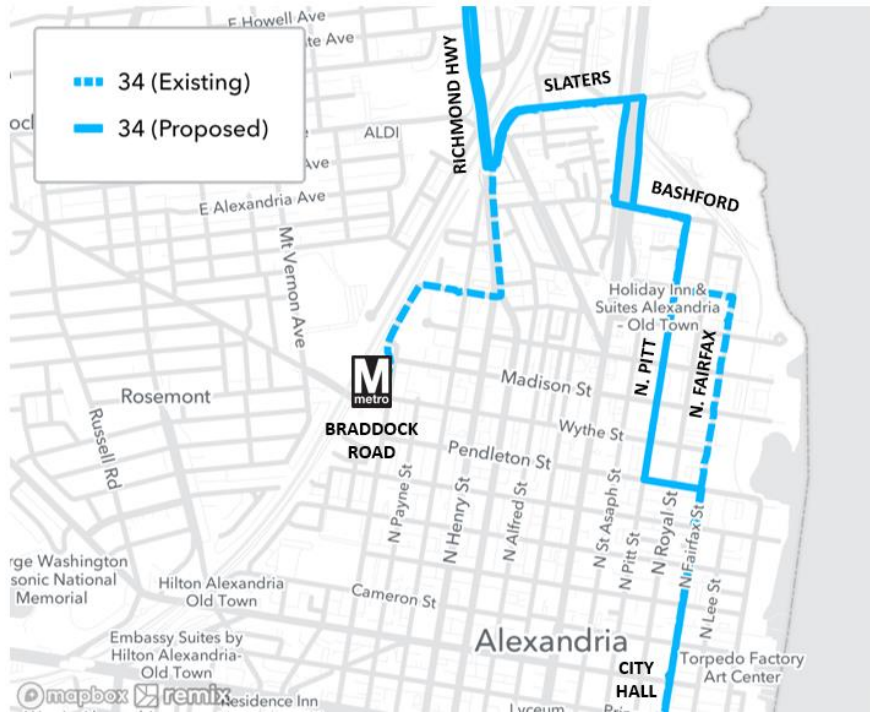 E Howell Ave
te Ave
34 (Existing)
34 (Proposed)
ock
ALDI
Ave
E Alexandria Ave
Mt Vernon Ave
RICHMOND HWY
SLATERS
BASHFORD
Holiday Inn &
Suites Alexandria
- Old Town
N. PITT
N. FAIRFAX
M
metro
BRADDOCK
ROAD
Rosemont
Russell Rd
Madison St
Wythe St
Pendleton St
N Payne St
N Henry St
N Alfred St
N St Asaph St
N Pitt St
N Royal St
N Fairfax St
N Lee St
rge Washington
sonic National
Memorial
Hilton Alexandria
Old Town
Cameron St
Embassy Suites by
Hilton Alexandria-
Old Town
Alexandria
CITY
HALL
Torpedo Factory
Art Center
mapbox remix
Residence Inn
Lyceum
Prin